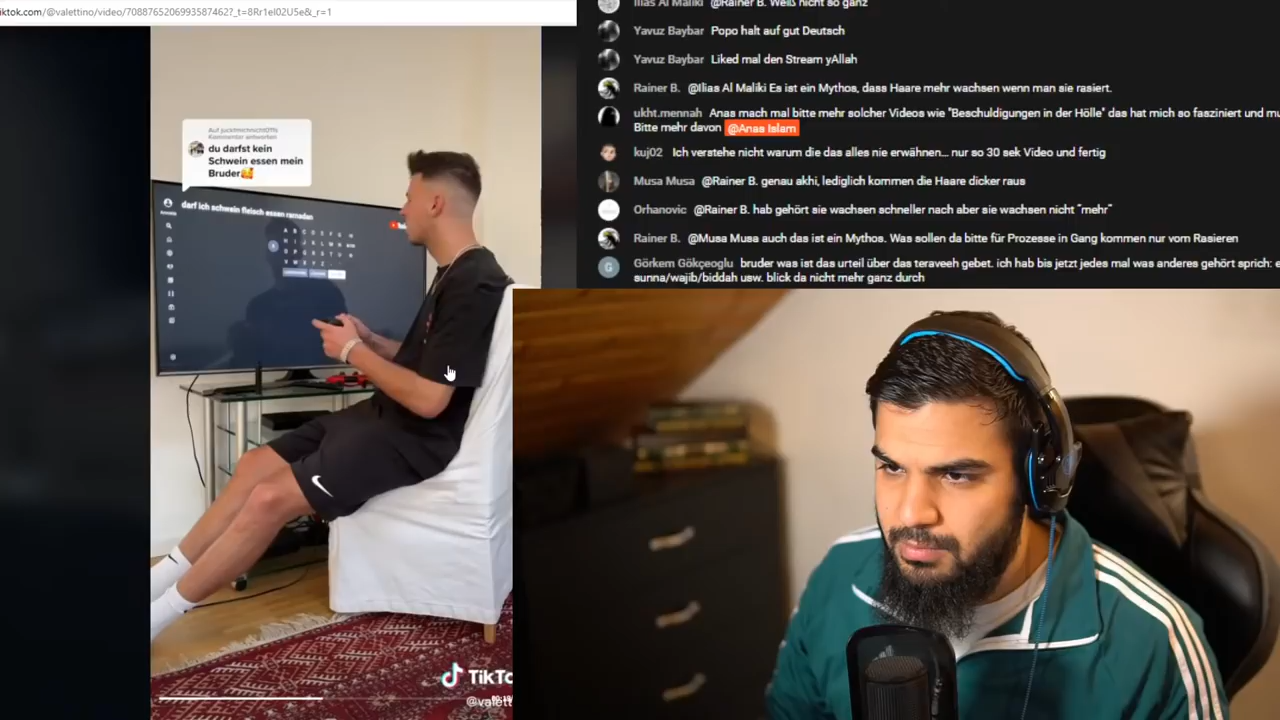 iktok.com/@valettino/video/7088765206993587462?_t=8Rr1el02U5e&_r=1
Ilias Al Maliki @Rainer B. Weiß nicht so ganz
Yavuz Baybar Popo halt auf gut Deutsch
Yavuz Baybar Liked mal den Stream yAllah
Rainer B. @Ilias Al Maliki Es ist ein Mythos, dass Haare mehr wachsen wenn man sie rasiert.
ukht.mennah Anas mach mal bitte mehr solcher Videos wie "Beschuldigungen in der Hölle" das hat mich so fasziniert und mu
Bitte mehr davon @Anas Islam
kuj02 Ich verstehe nicht warum die das alles nie erwähnen... nur so 30 sek Video und fertig
Musa Musa @Rainer B. genau akhi, lediglich kommen die Haare dicker raus
Orhanovic @Rainer B. hab gehört sie wachsen schneller nach aber sie wachsen nicht "mehr"
Rainer B. @Musa Musa auch das ist ein Mythos. Was sollen da bitte für Prozesse in Gang kommen nur vom Rasieren
G
Görkem Gökçeoglu bruder was ist das urteil über das teraveeh gebet. ich hab bis jetzt jedes mal was anderes gehört sprich: e
sunna/wajib/biddah usw. blick da nicht mehr ganz durch
Kommentar antworten
du darfst kein
Schwein essen mein
Bruder🥰
darf ich schwein fleisch essen ramadan
TikTo
@valett